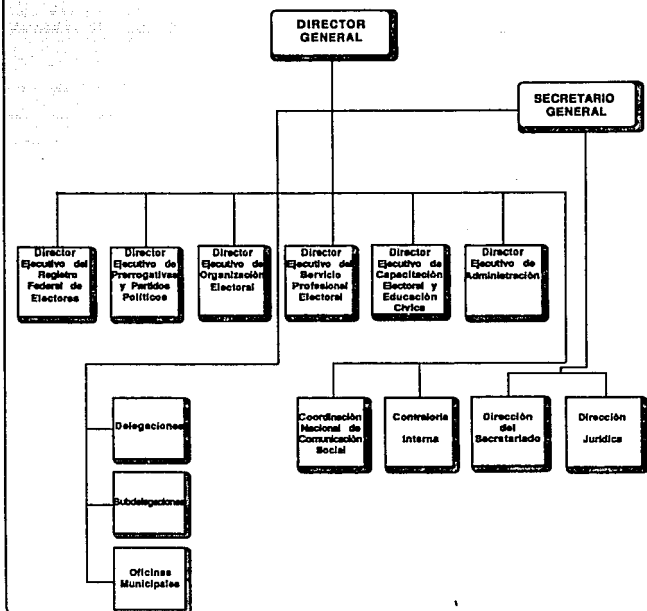 DIRECTOR
GENERAL
SECRETARIO
GENERAL
Director
Ejecutivo del
Registro
Federal de
Electores
Director
Ejecutivo de
Prerrogativas
y Partidos
Políticos
Director
Ejecutivo de
Organización
Electoral
Director
Ejecutivo del
Servicio
Profesional
Electoral
Director
Ejecutivo de
Capacitación
Electoral y
Educación
Cívica
Director
Ejecutivo de
Administración
Coordinación
Nacional de
Comunicación
Social
Contraloría
Interna
Dirección
del
Secretariado
Dirección
Jurídica
Delegaciones
Subdelegaciones
Oficinas
Municipales